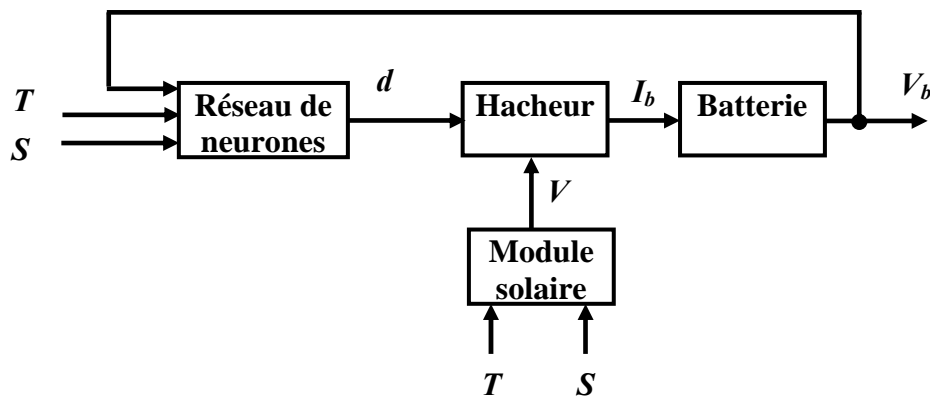 d
T
S
Réseau de
neurones
Hacheur
I_b
Batterie
V_b
V
Module
solaire
T
S